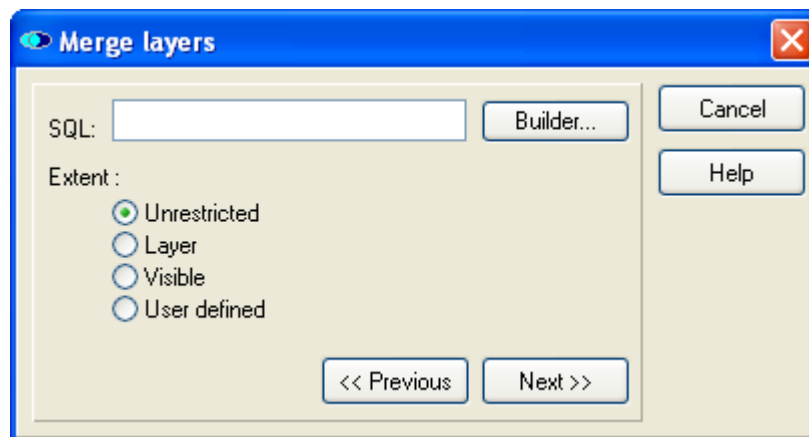 Merge layers
SQL:
Builder...
Cancel
Help
Extent :
Unrestricted
Layer
Visible
User defined
<< Previous
Next >>